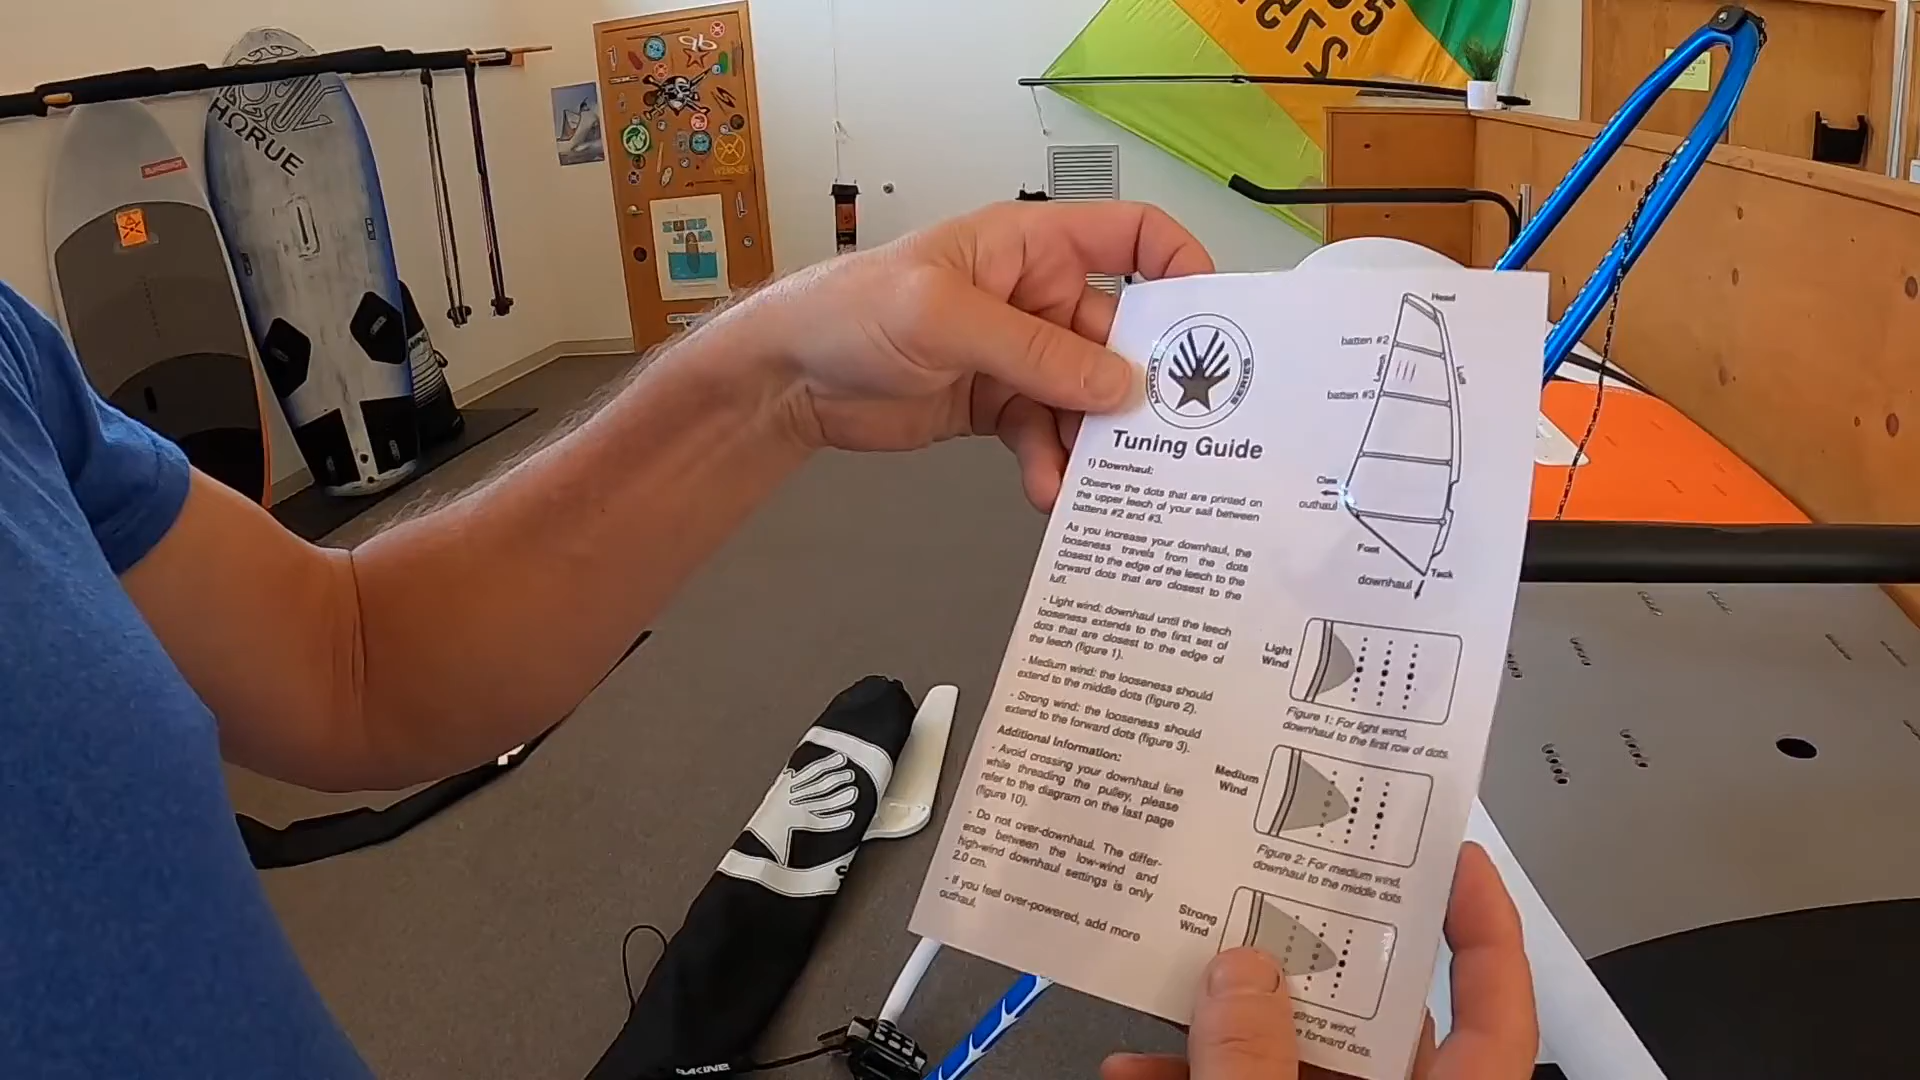 HΩRUE
WERNER
LEGACY
SERIES
Tuning Guide
1) Downhaul:
Observe the dots that are printed on
the upper leech of your sail between
battens #2 and #3.
As you increase your downhaul, the
looseness travels from the dots
closest to the edge of the leech to the
forward dots that are closest to the
luff.
- Light wind: downhaul until the leech
looseness extends to the first set of
dots that are closest to the edge of
the leech (figure 1).
- Medium wind: the looseness should
extend to the middle dots (figure 2).
- Strong wind: the looseness should
extend to the forward dots (figure 3).
Additional Information:
- Avoid crossing your downhaul line
while threading the pulley, please
refer to the diagram on the last page
(figure 10).
- Do not over-downhaul. The differ-
ence between the low-wind and
high-wind downhaul settings is only
2.0 cm.
- If you feel over-powered, add more
outhaul.
Head
batten #2
Leech
Luff
batten #3
Clew
outhaul
Foot
Tack
downhaul
Light
Wind
Figure 1: For light wind,
downhaul to the first row of dots.
Medium
Wind
Figure 2: For medium wind,
downhaul to the middle dots
Strong
Wind
strong wind,
forward dots.
DAKINE